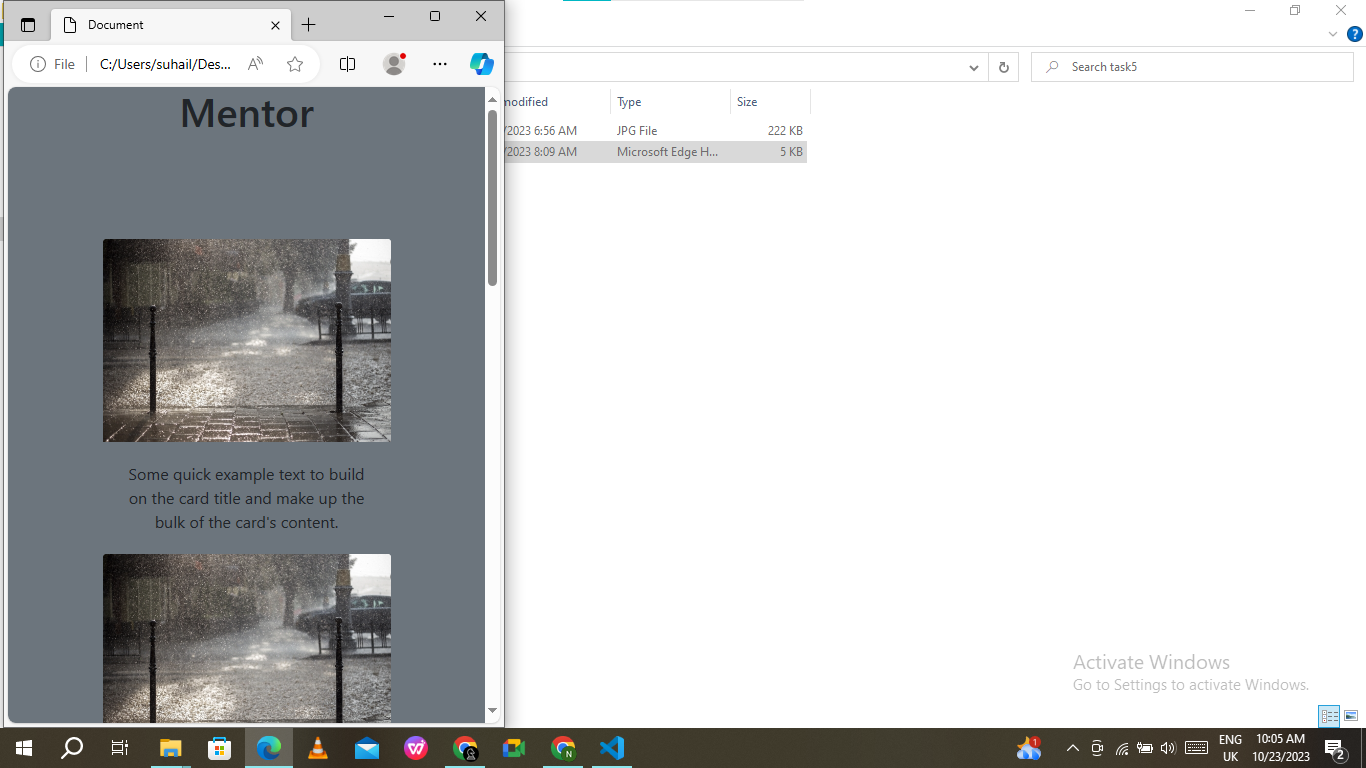 Document
File
C:/Users/suhail/Des...
Mentor
Some quick example text to build
on the card title and make up the
bulk of the card's content.
Search task5
modified
Type
Size
/2023 6:56 AM
JPG File
222 KB
/2023 8:09 AM
Microsoft Edge H...
5 KB
Activate Windows
Go to Settings to activate Windows.
1
ENG
UK
10:05 AM
10/23/2023
2